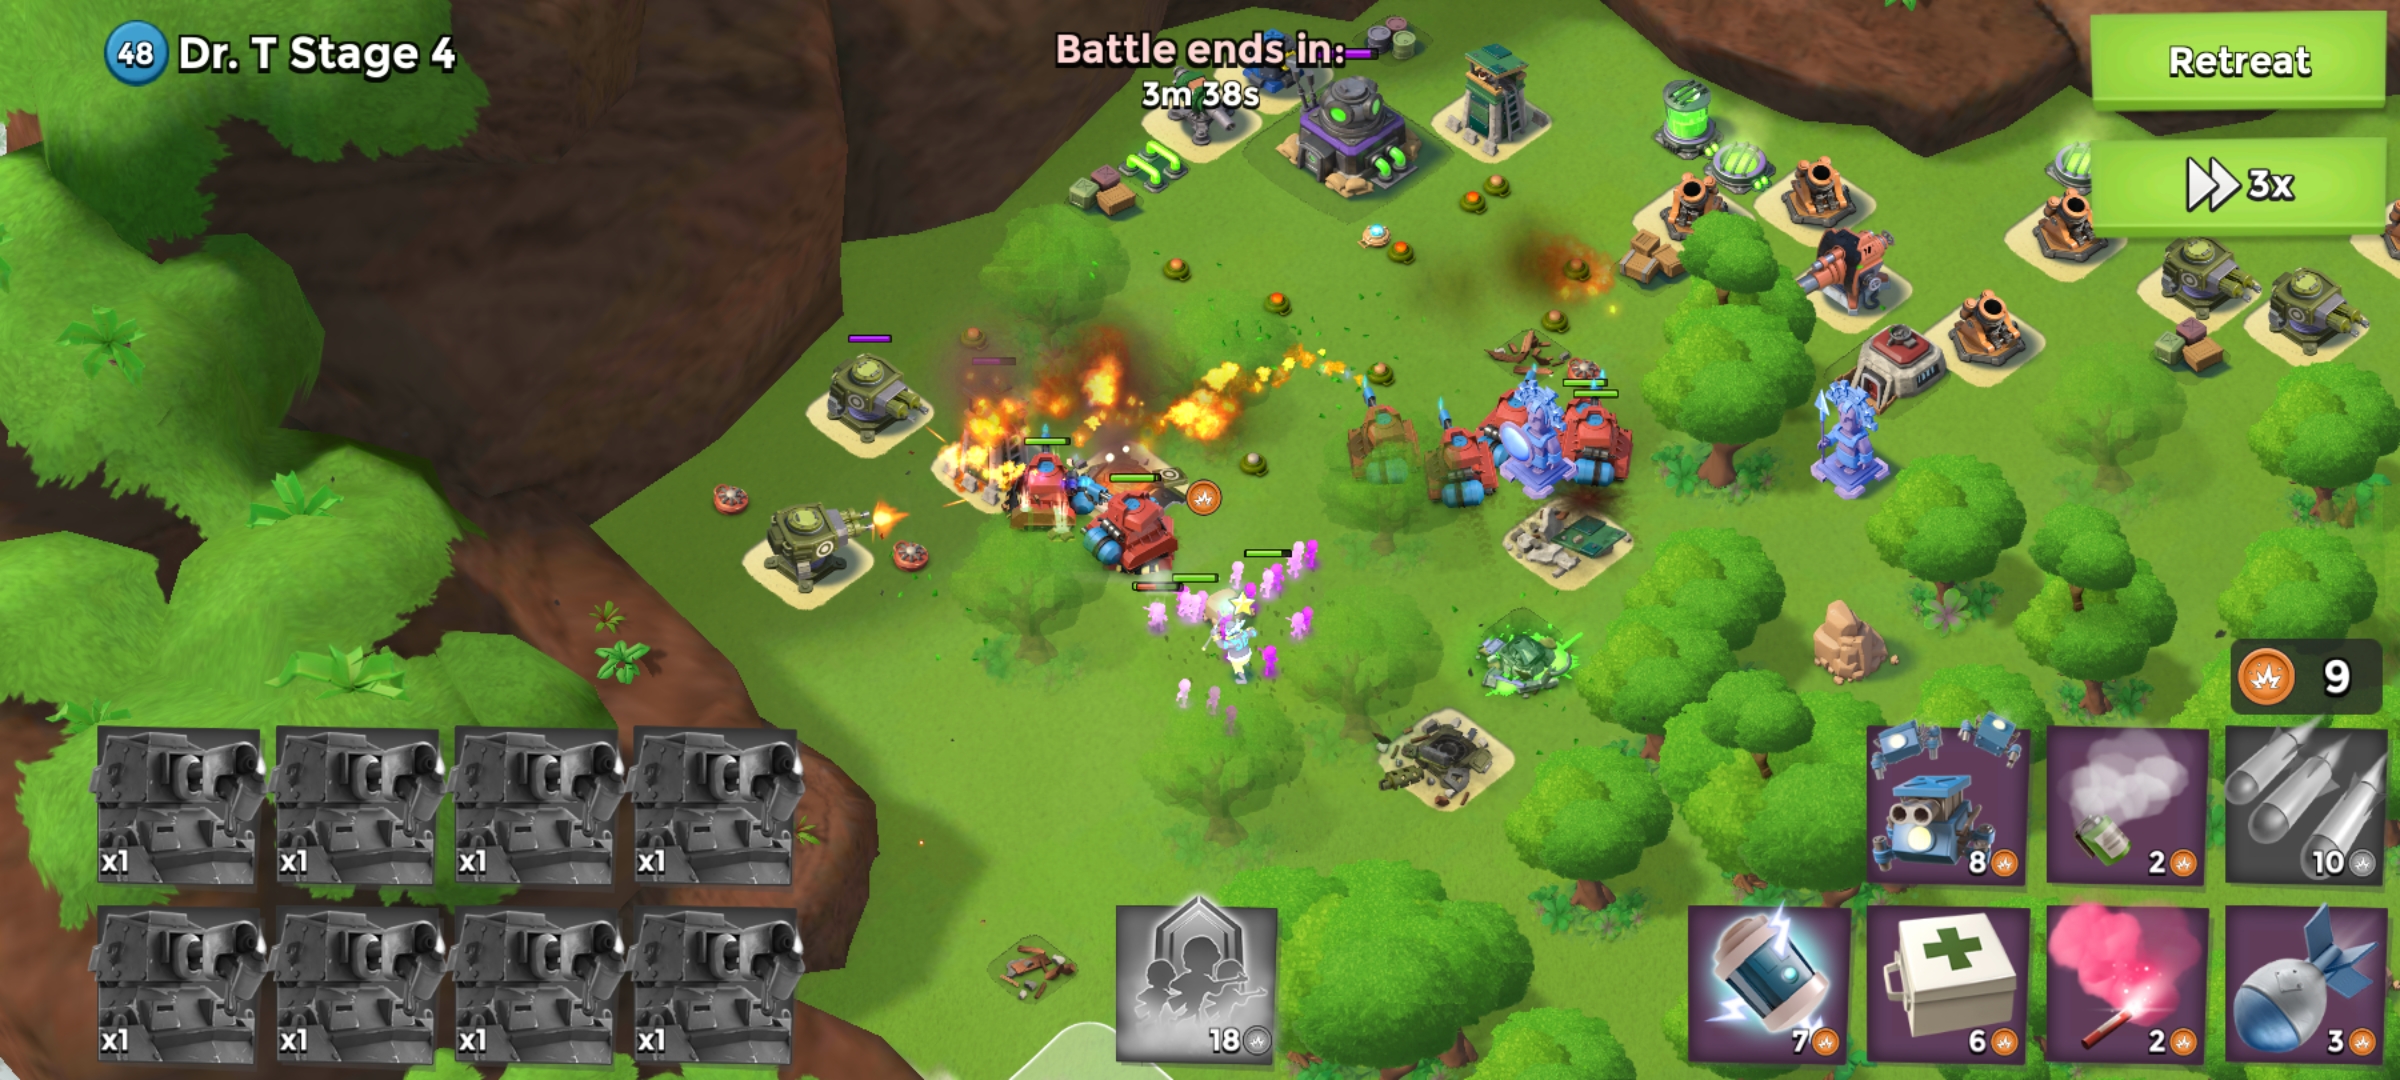 48 Dr. T Stage 4
Battle ends in:
3m 38s
Retreat
3x
9
8
2
10
x1
x1
x1
x1
x1
x1
x1
x1
18
7
6
2
3